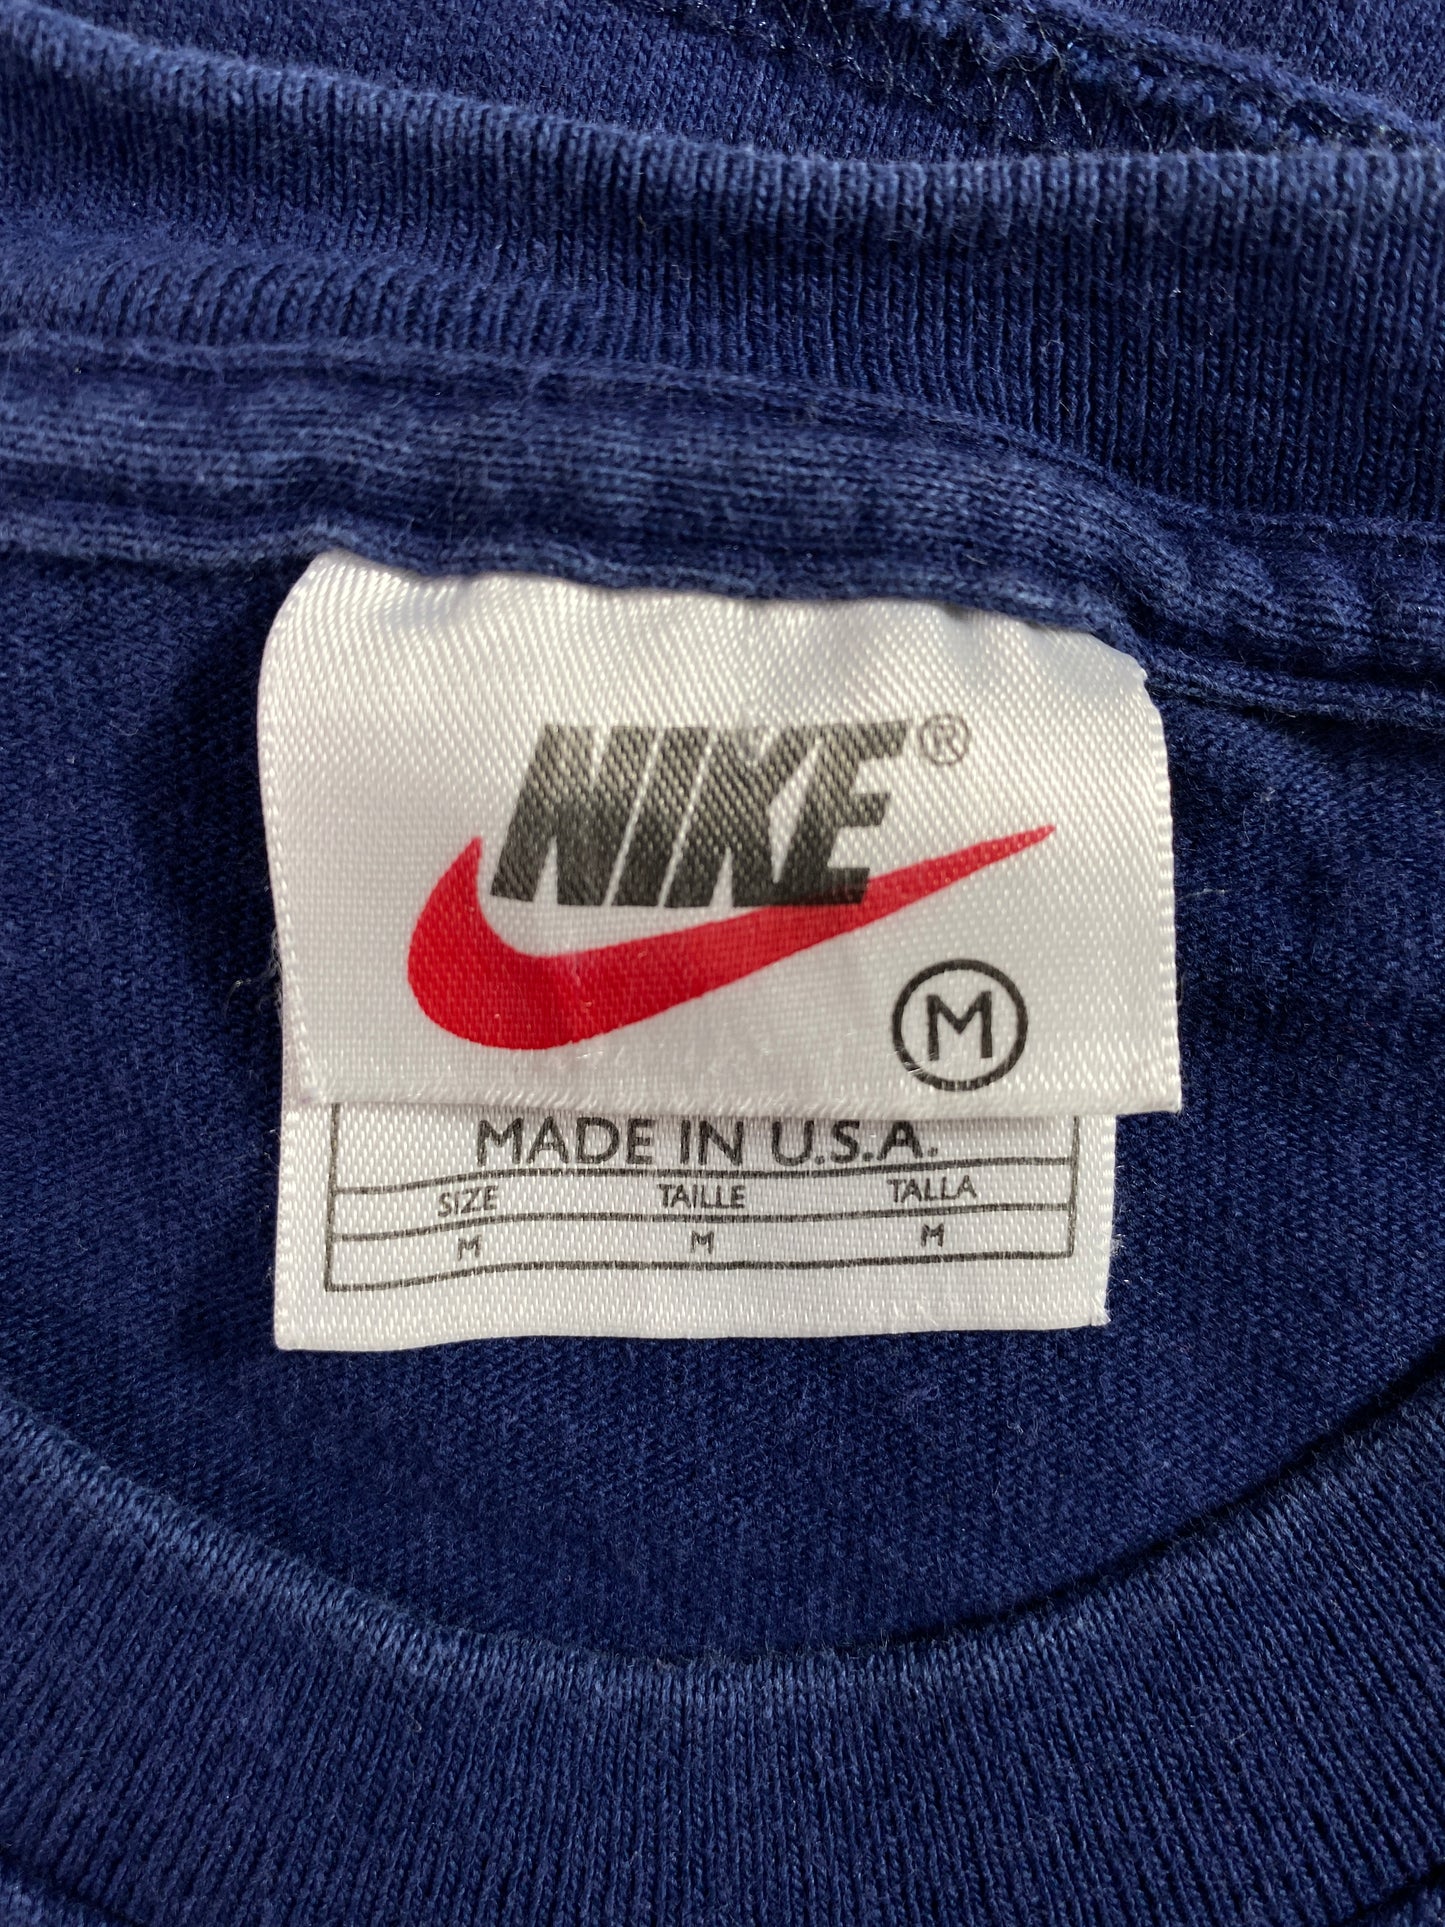 NIKE®
M
MADE IN U.S.A.
SIZE TAILLE TALLA
M M M